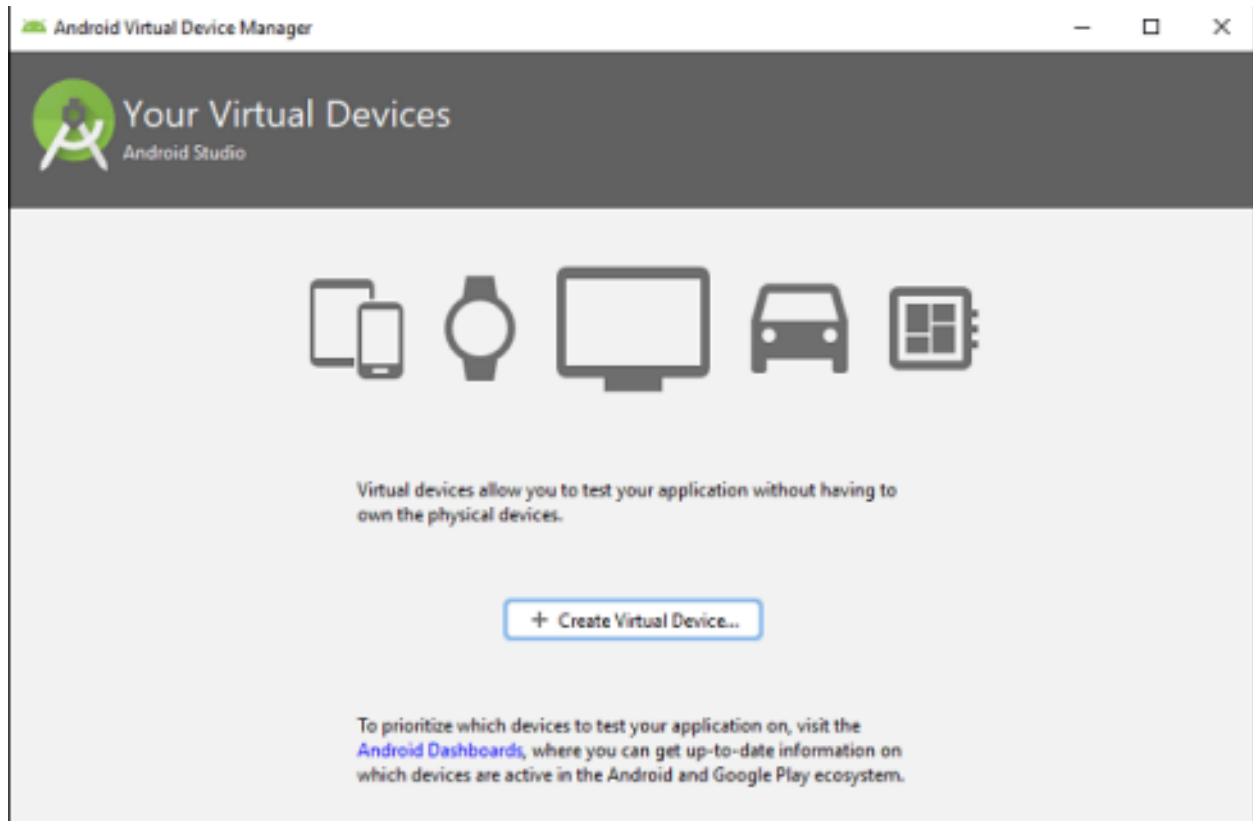 Android Virtual Device Manager
Your Virtual Devices
Android Studio
Virtual devices allow you to test your application without having to
own the physical devices.
+ Create Virtual Device...
To prioritize which devices to test your application on, visit the
Android Dashboards, where you can get up-to-date information on
which devices are active in the Android and Google Play ecosystem.